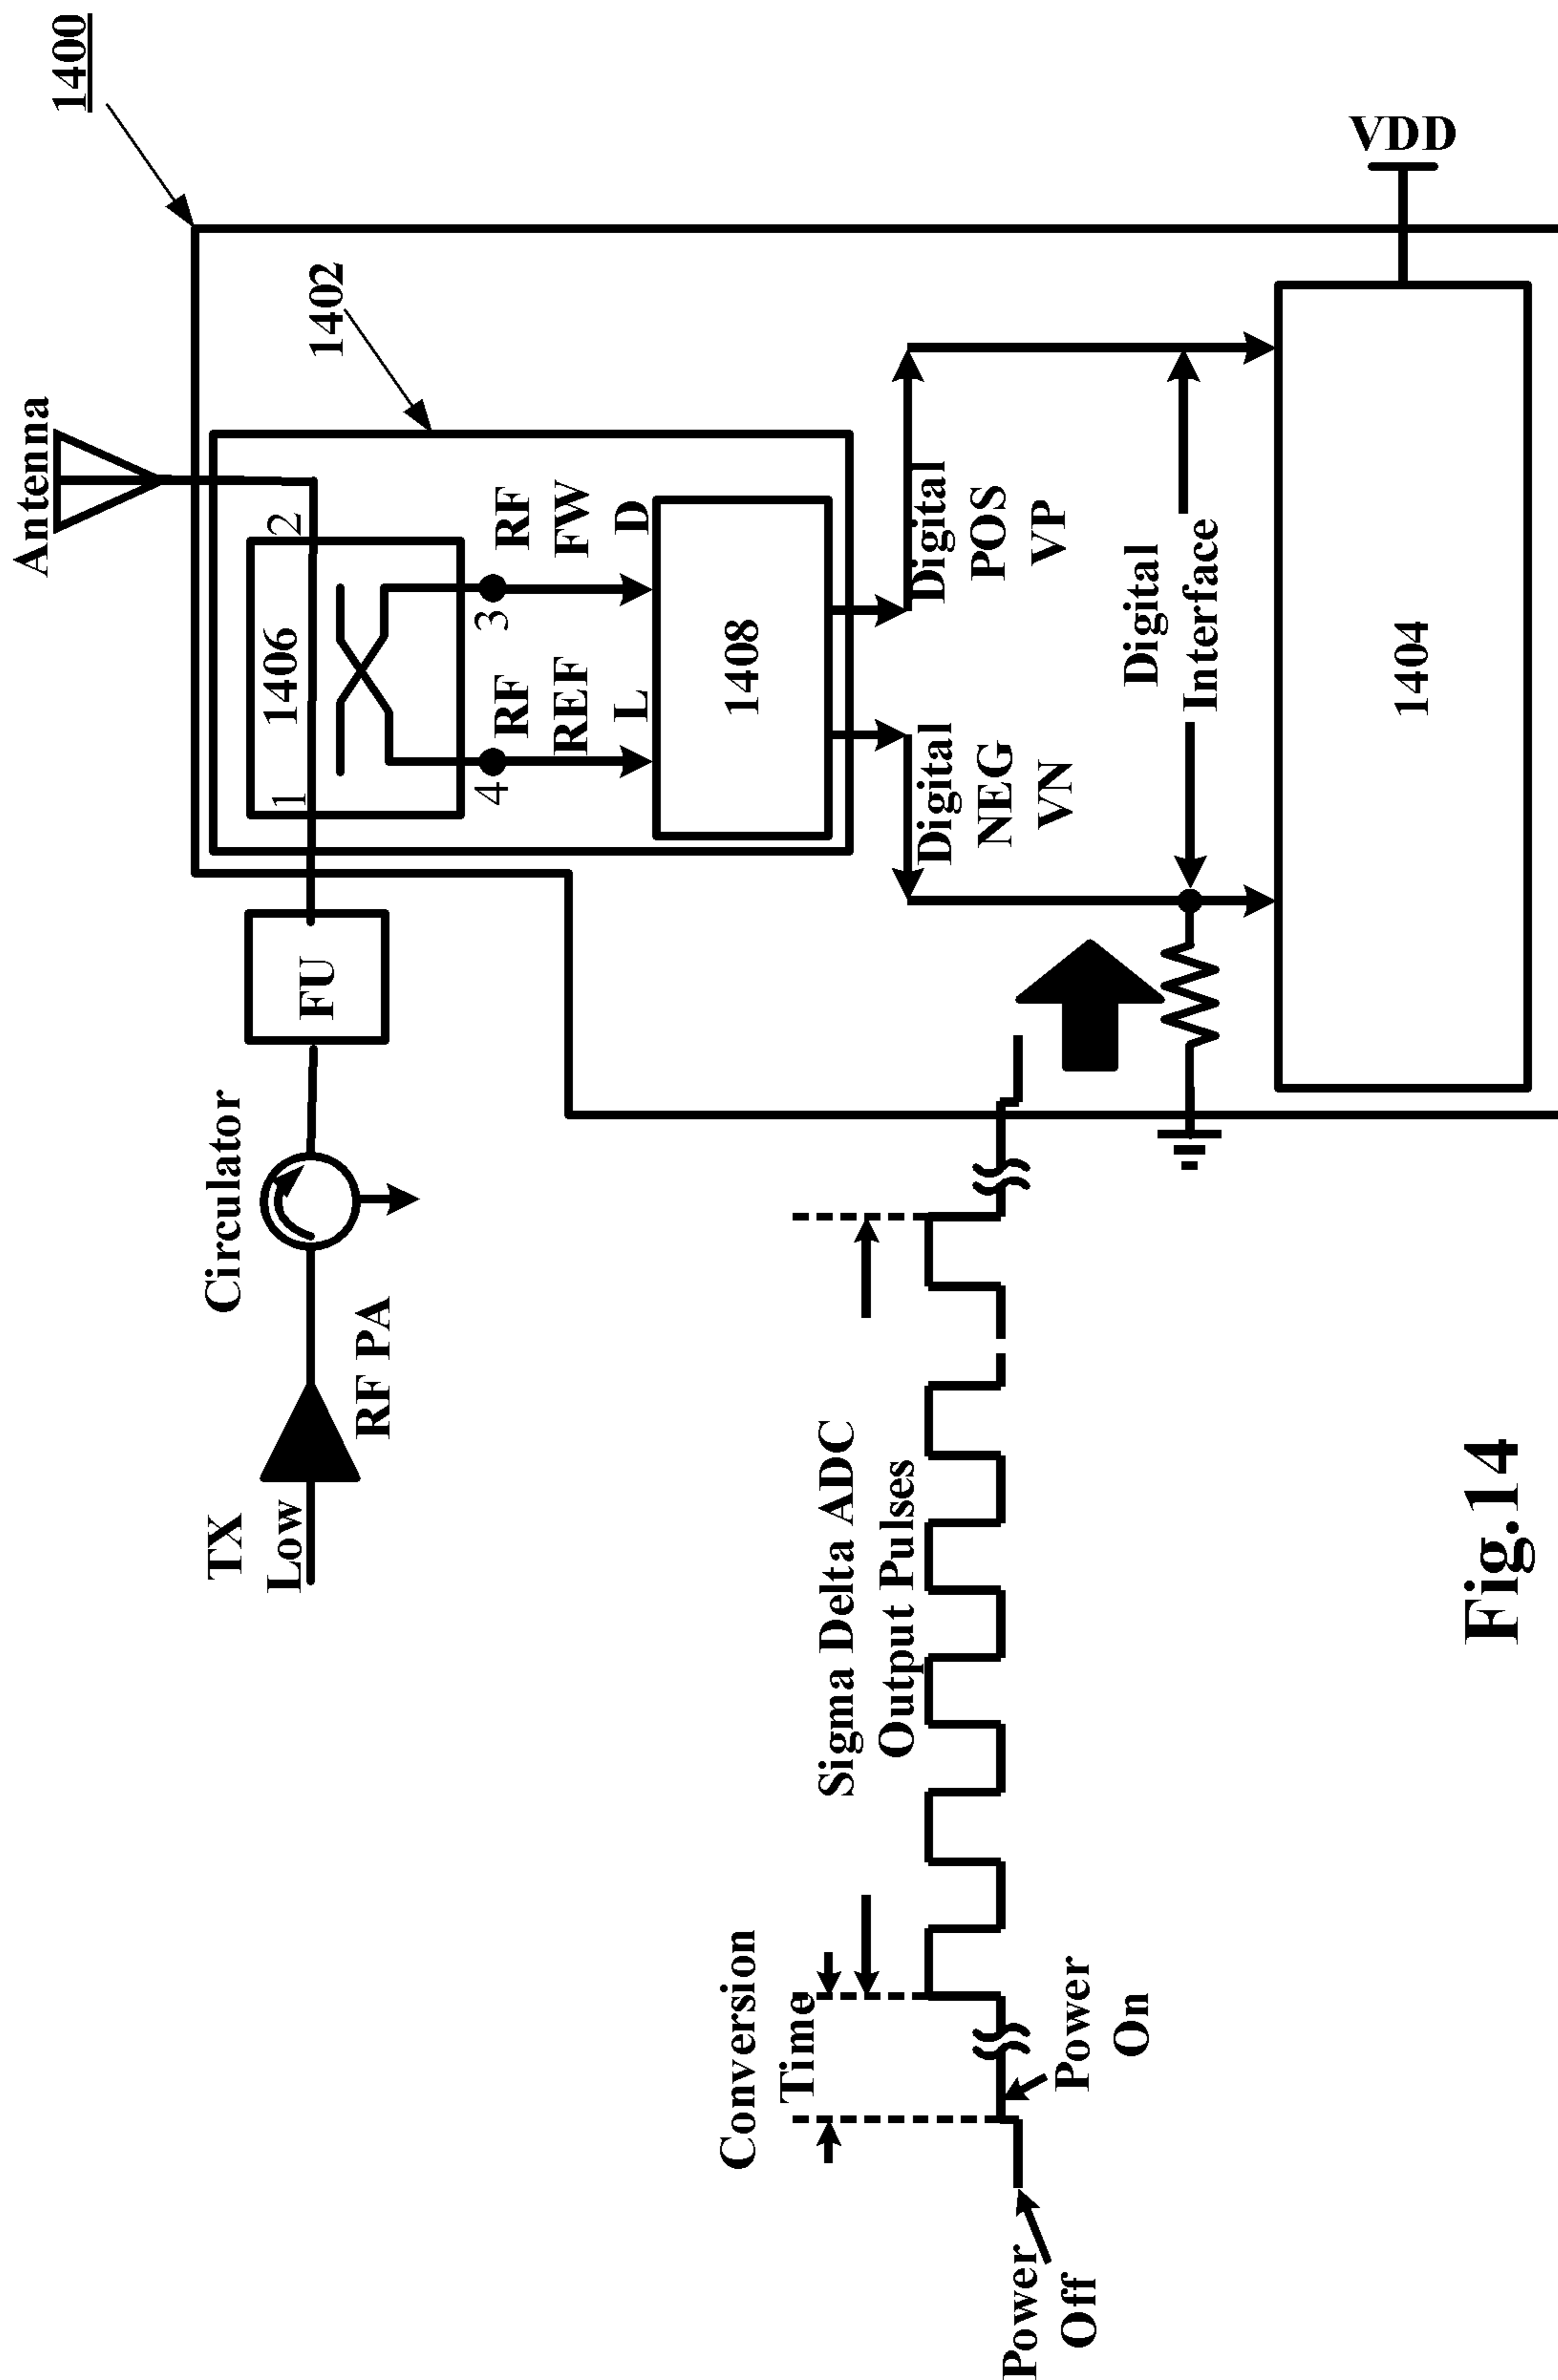 1400
Antenna
1402
2
1406
1
3
RF
FW
D
4
RF
REF
L
1408
Digital
POS
VP
Digital
NEG
VN
Digital
Interface
VDD
1404
FU
Circulator
TX
Low
RF PA
Sigma Delta ADC
Output Pulses
Conversion
Time
Power
On
Power
Off
Fig.14